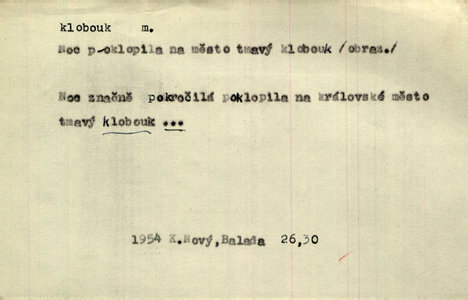 klobouk m.
Noc poklopila na město tmavý klobouk /obraz./
Noc značně pokročilá poklopila na královské město
tmavý klobouk ...
1954 K.Nový,Balada 26,30